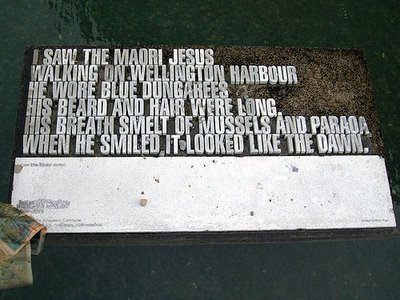 I SAW THE MAORI JESUS
WALKING ON WELLINGTON HARBOUR
HE WORE BLUE DUNGAREES
HIS BEARD AND HAIR WERE LONG
HIS BREATH SMELT OF MUSSELS AND PARAOA
WHEN HE SMILED IT LOOKED LIKE THE DAWN.